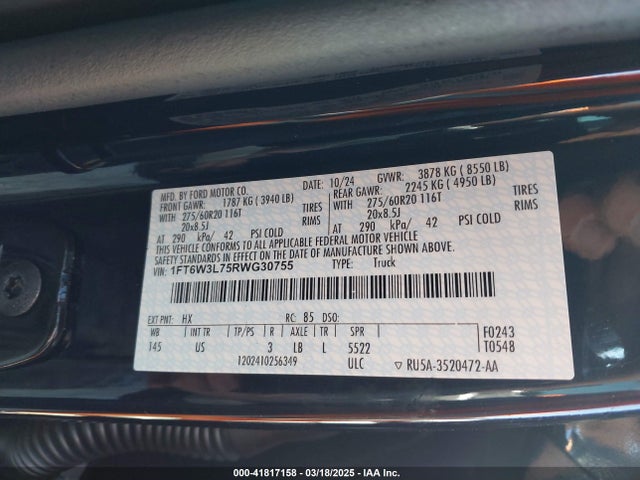 MFD. BY FORD MOTOR CO. 10/24 GVWR: 3878 KG ( 8550 LB)
FRONT GAWR: 1787 KG ( 3940 LB) REAR GAWR: 2245 KG ( 4950 LB)
WITH 275/60R20 116T TIRES WITH 275/60R20 116T TIRES
20x8.5J RIMS 20x8.5J RIMS
AT 290 kPa/ 42 PSI COLD AT 290 kPa/ 42 PSI COLD
THIS VEHICLE CONFORMS TO ALL APPLICABLE FEDERAL MOTOR VEHICLE
SAFETY STANDARDS IN EFFECT ON THE DATE OF MANUFACTURE SHOWN ABOVE.
VIN: 1FT6W3L75RWG30755 TYPE: Truck
EXT PNT: HX RC: 85 DSO:
WB INT TR TP/PS R AXLE TR SPR F0243
145 US 3 LB L 5522 T0548
1202410256349 ULC RU5A-3520472-AA
000-41817158 - 03/18/2025 - IAA Inc.